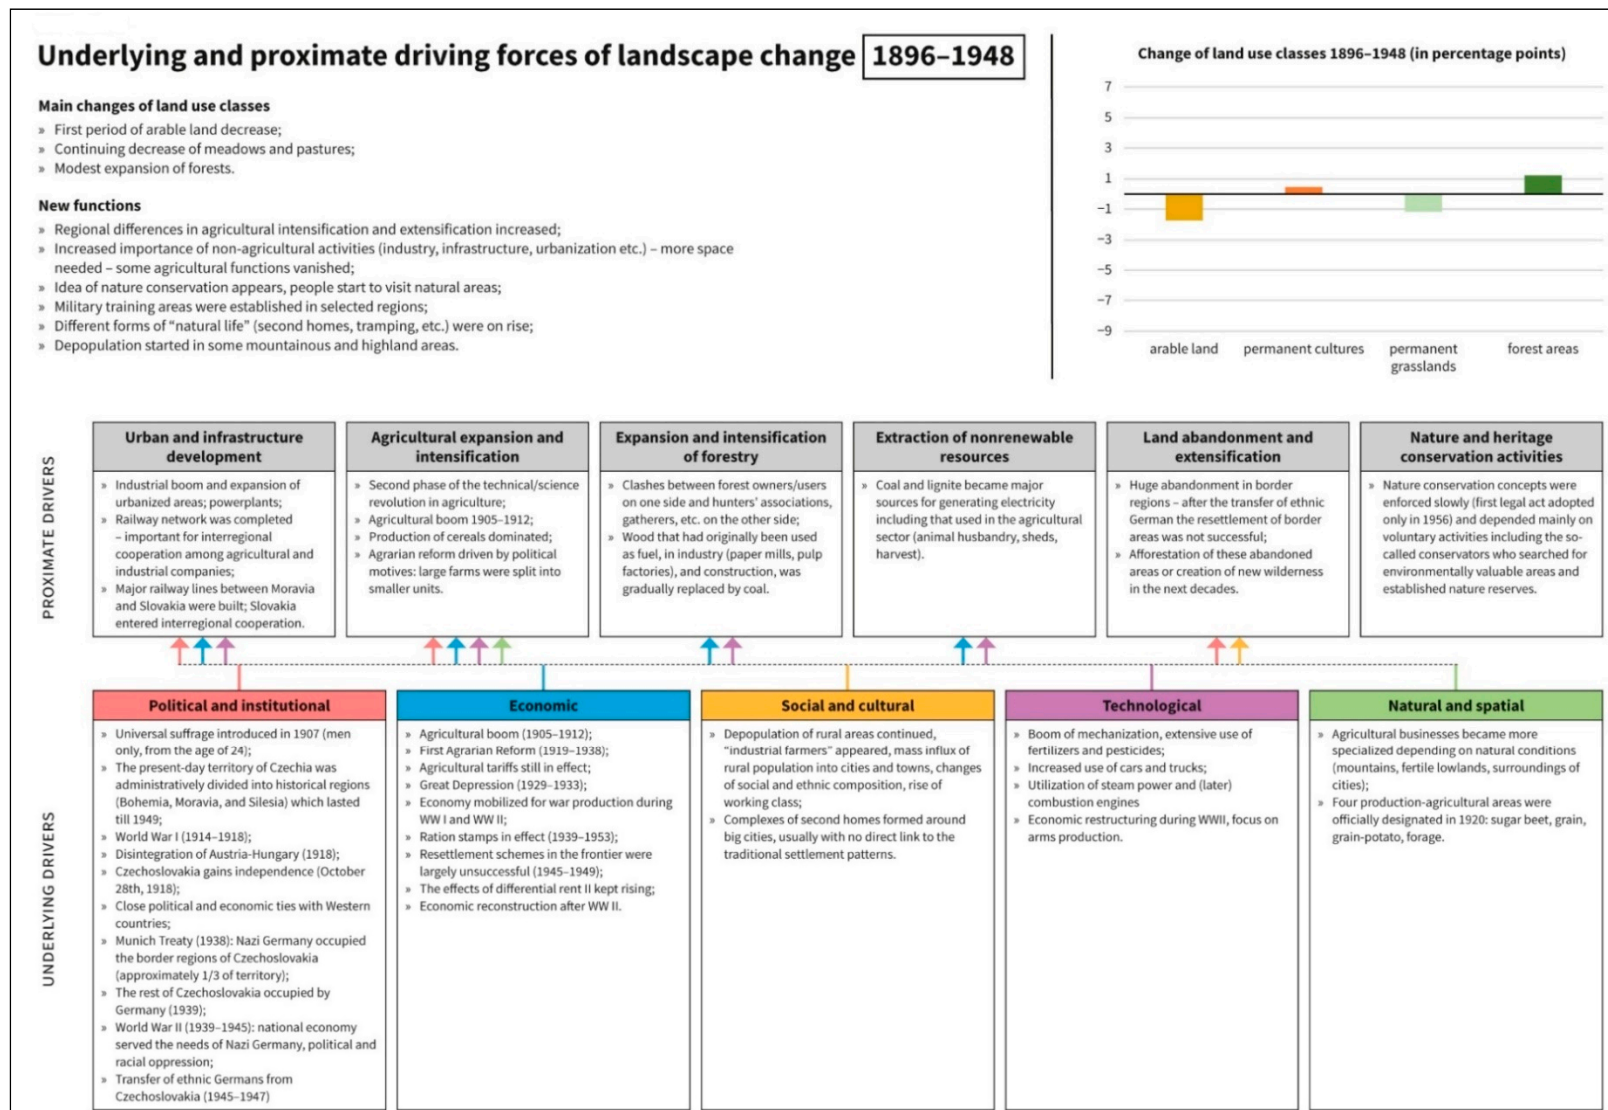 Underlying and proximate driving forces of landscape change 1896–1948
Main changes of land use classes
» First period of arable land decrease;
» Continuing decrease of meadows and pastures;
» Modest expansion of forests.
New functions
» Regional differences in agricultural intensification and extensification increased;
» Increased importance of non-agricultural activities (industry, infrastructure, urbanization etc.) – more space
needed – some agricultural functions vanished;
» Idea of nature conservation appears, people start to visit natural areas;
» Military training areas were established in selected regions;
» Different forms of “natural life” (second homes, tramping, etc.) were on rise;
» Depopulation started in some mountainous and highland areas.
Change of land use classes 1896–1948 (in percentage points)
7
5
3
1
−1
−3
−5
−7
−9
arable land
permanent cultures
permanent
grasslands
forest areas
PROXIMATE DRIVERS
Urban and infrastructure
development
» Industrial boom and expansion of
urbanized areas; powerplants;
» Railway network was completed
– important for interregional
cooperation among agricultural and
industrial companies;
» Major railway lines between Moravia
and Slovakia were built; Slovakia
entered interregional cooperation.
Agricultural expansion and
intensification
» Second phase of the technical/science
revolution in agriculture;
» Agricultural boom 1905–1912;
» Production of cereals dominated;
» Agrarian reform driven by political
motives: large farms were split into
smaller units.
Expansion and intensification
of forestry
» Clashes between forest owners/users
on one side and hunters’ associations,
gatherers, etc. on the other side;
» Wood that had originally been used
as fuel, in industry (paper mills, pulp
factories), and construction, was
gradually replaced by coal.
Extraction of nonrenewable
resources
» Coal and lignite became major
sources for generating electricity
including that used in the agricultural
sector (animal husbandry, sheds,
harvest).
Land abandonment and
extensification
» Huge abandonment in border
regions – after the transfer of ethnic
German the resettlement of border
areas was not successful;
» Afforestation of these abandoned
areas or creation of new wilderness
in the next decades.
Nature and heritage
conservation activities
» Nature conservation concepts were
enforced slowly (first legal act adopted
only in 1956) and depended mainly on
voluntary activities including the so-
called conservators who searched for
environmentally valuable areas and
established nature reserves.
UNDERLYING DRIVERS
Political and institutional
» Universal suffrage introduced in 1907 (men
only, from the age of 24);
» The present-day territory of Czechia was
administratively divided into historical regions
(Bohemia, Moravia, and Silesia) which lasted
till 1949;
» World War I (1914–1918);
» Disintegration of Austria-Hungary (1918);
» Czechoslovakia gains independence (October
28th, 1918);
» Close political and economic ties with Western
countries;
» Munich Treaty (1938): Nazi Germany occupied
the border regions of Czechoslovakia
(approximately 1/3 of territory);
» The rest of Czechoslovakia occupied by
Germany (1939);
» World War II (1939–1945): national economy
served the needs of Nazi Germany, political and
racial oppression;
» Transfer of ethnic Germans from
Czechoslovakia (1945–1947)
Economic
» Agricultural boom (1905–1912);
» First Agrarian Reform (1919–1938);
» Agricultural tariffs still in effect;
» Great Depression (1929–1933);
» Economy mobilized for war production during
WW I and WW II;
» Ration stamps in effect (1939–1953);
» Resettlement schemes in the frontier were
largely unsuccessful (1945–1949);
» The effects of differential rent II kept rising;
» Economic reconstruction after WW II.
Social and cultural
» Depopulation of rural areas continued,
“industrial farmers” appeared, mass influx of
rural population into cities and towns, changes
of social and ethnic composition, rise of
working class;
» Complexes of second homes formed around
big cities, usually with no direct link to the
traditional settlement patterns.
Technological
» Boom of mechanization, extensive use of
fertilizers and pesticides;
» Increased use of cars and trucks;
» Utilization of steam power and (later)
combustion engines
» Economic restructuring during WWII, focus on
arms production.
Natural and spatial
» Agricultural businesses became more
specialized depending on natural conditions
(mountains, fertile lowlands, surroundings of
cities);
» Four production-agricultural areas were
officially designated in 1920: sugar beet, grain,
grain-potato, forage.